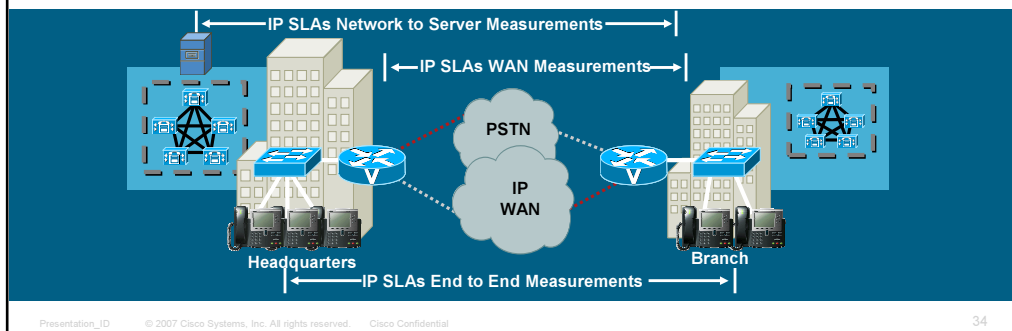 IP SLAs Network to Server Measurements
IP SLAs WAN Measurements
PSTN
IP
WAN
V
V
Headquarters
Branch
IP SLAs End to End Measurements
Presentation_ID © 2007 Cisco Systems, Inc. All rights reserved. Cisco Confidential 34